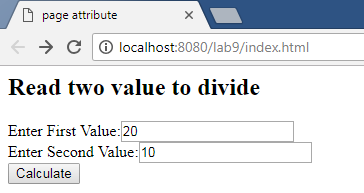 page attribute
localhost:8080/lab9/index.html
Read two value to divide
Enter First Value: 20
Enter Second Value: 10
Calculate